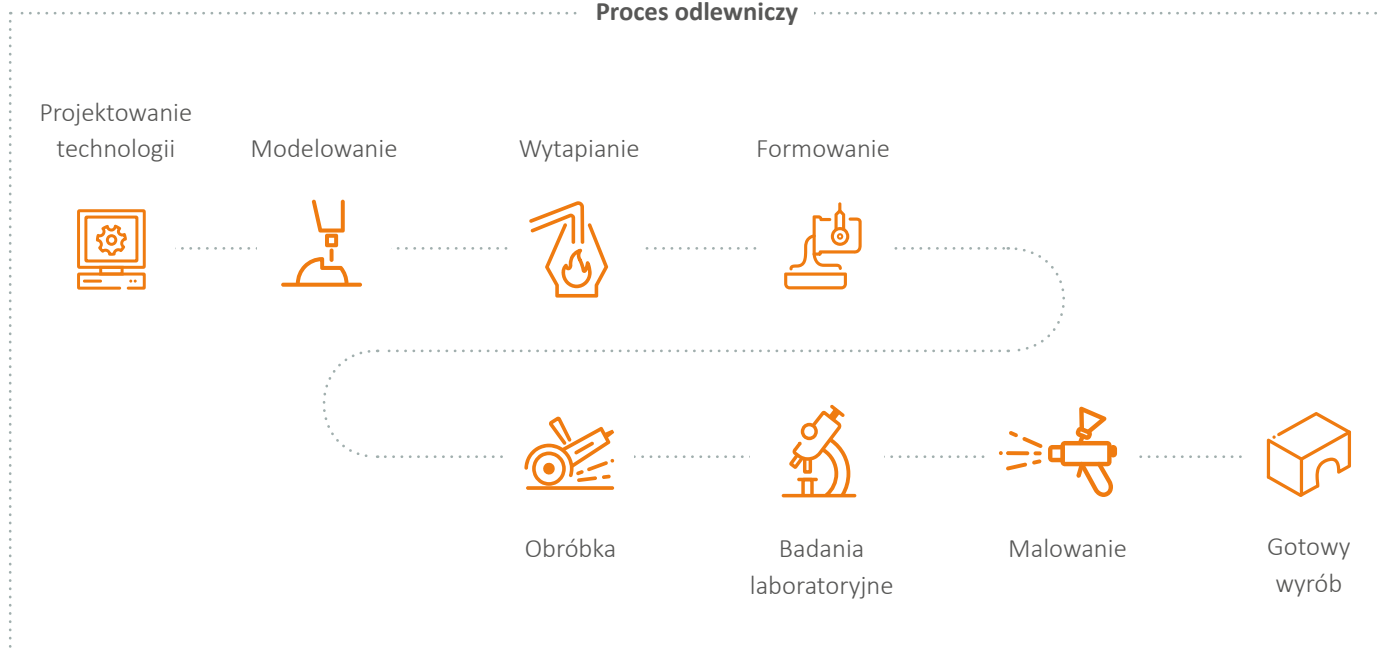 Proces odlewniczy
Projektowanie
technologii
Modelowanie
Wytapianie
Formowanie
Obróbka
Badania
laboratoryjne
Malowanie
Gotowy
wyrób